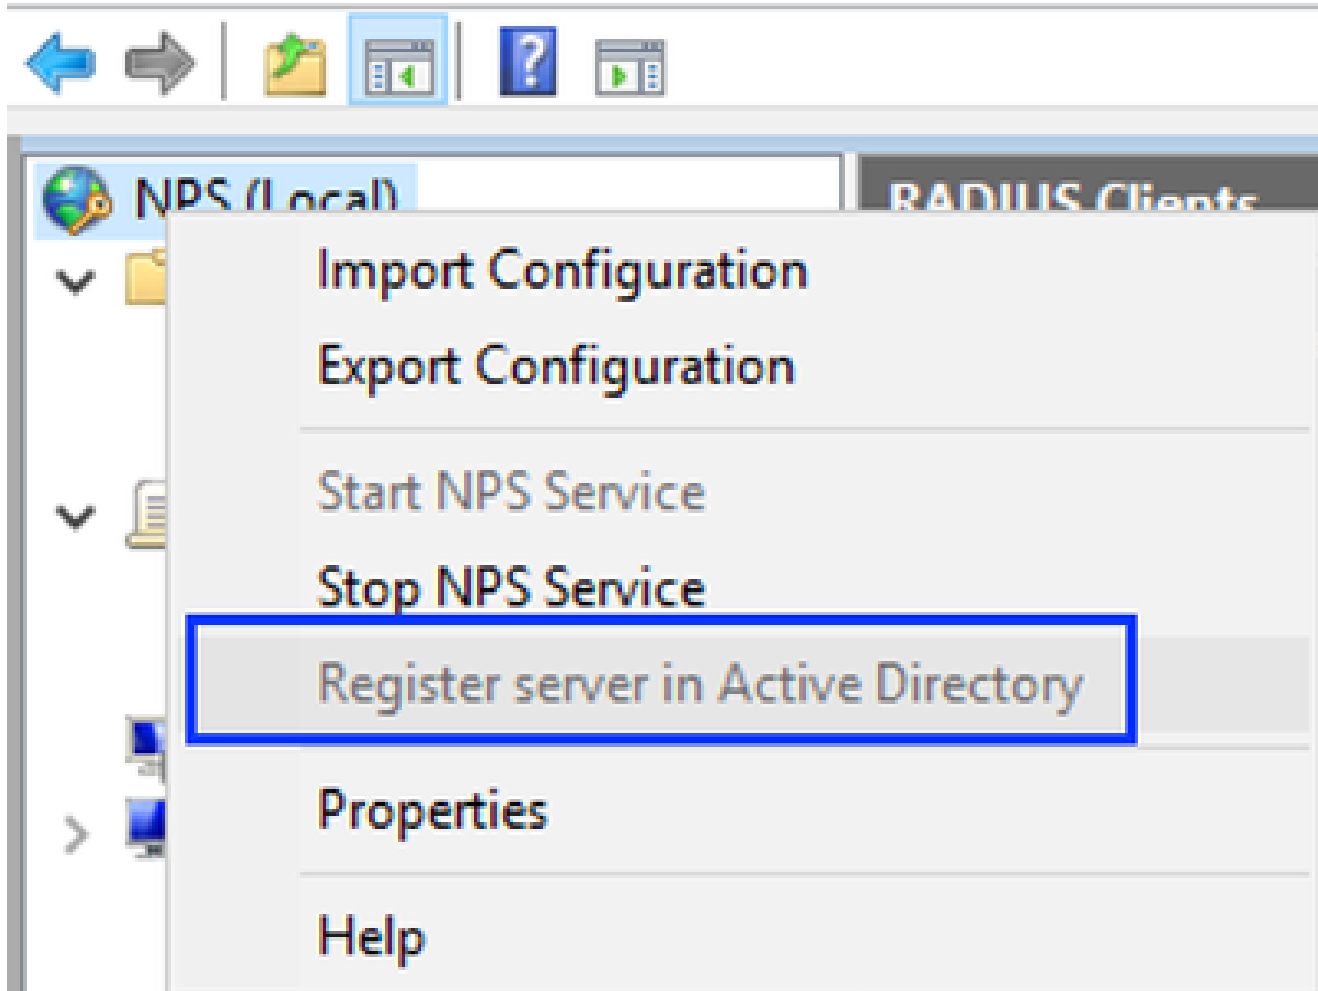 NPS (Local)
RADIUS Clients
Import Configuration
Export Configuration
Start NPS Service
Stop NPS Service
Register server in Active Directory
Properties
Help